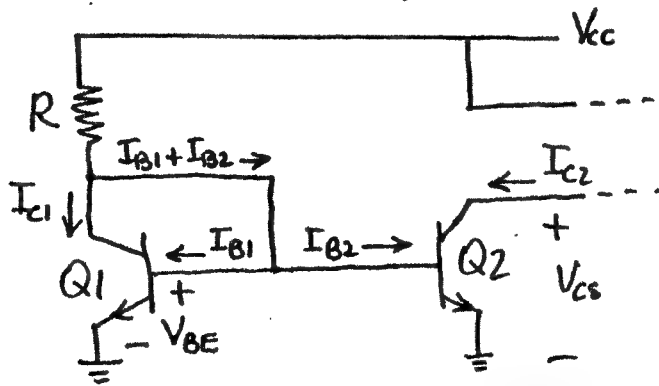 Vcc
R
IB1+IB2
IC1
IC2
IB1
IB2
Q1
Q2
+
+
VBE
−
VCS
−